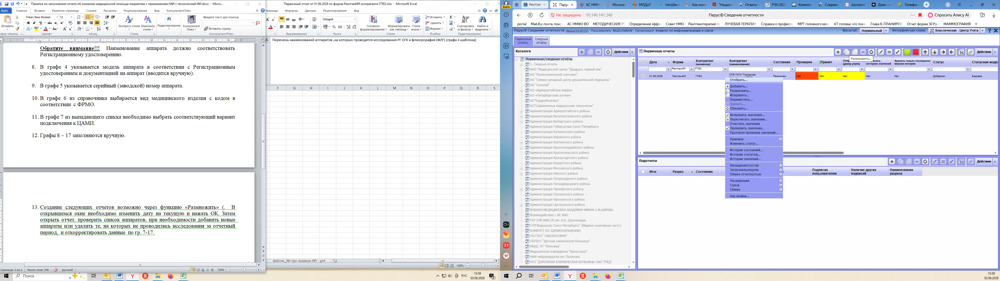 Памятка по заполнению отчета об оказании медицинской помощи пациентам с применением МИ с технологией ИИ.docx - Micro...
Файл
Главная
Вставка
Разметка страницы
Ссылки
Рассылки
Рецензирование
Вид
КонсультантПлюс
Вставить
Times New Roman
12
Экспресс-стили
Изменить стили
Редактирование
Консультант Плюс
Введите текст для поиска:
Вставить ссылку
Шрифт
Абзац
Стили
КонсультантПлюс
Обратите внимание!!! Наименование аппарата должно соответствовать
Регистрационному удостоверению.
8. В графе 4 указывается модель аппарата в соответствии с Регистрационным
удостоверением и документацией на аппарат (вводится вручную).
9. В графе 5 указывается серийный (заводской) номер аппарата.
10. В графе 6 из справочника выбирается вид медицинского изделия с кодом в
соответствии с ФРМО.
11. В графе 7 из выпадающего списка необходимо выбрать соответствующий вариант
подключения к ЦАМИ.
12. Графы 8 – 17 заполняются вручную.
13. Создание следующих отчетов возможно через функцию «Размножить» (. В
открывшемся окне необходимо изменить дату на текущую и нажать ОК. Затем
открыть отчет, проверить список аппаратов, при необходимости добавить новые
аппараты или удалить те, на которых не проводились исследования за отчетный
период, и откорректировать данные по гр. 7-17.
Страница: 2 из 2
Число слов: 346
русский
130%
Поиск
Первичный отчет от 01.06.2026 по форме РентгенИИ контрагента ГП83.xlsx - Microsoft Excel
Формулы
Данные
Рецензирование
Вид
Общий
Условное форматирование
Форматировать как таблицу
Стили ячеек
Вставить
Удалить
Формат
Сортировка и фильтр
Найти и выделить
Выравнивание
Число
Стили
Ячейки
Редактирование
Перечень наименований аппаратов ,на которых проводятся исследования РГ ОГК и флюорорафия (ФЛГ) (графа 3 шаблона)
F G H I J K L M N O P Q R S
Шаблон_ИИ при оказании МП - для
100%
РУС
15:58
03.06.2026
Войти
0
14 Рентген
Парус
АС НМИ
Московс
МЛДиТ
IntraServ
Как изме
"Национ
Ответы н
РЗН 202
Комитет
Совреме
sovremen
Дзен — г
Телефон
Не защищено
10.146.141.248
Парус® Сведение отчетности
Спросить Алису AI
portal
Mail.Ru: почта, поис
АС НМФО ВО
МЕТОДИЧЕСКИЕ РЕ
Определение эффе
Совет НМО
Рентгенотерапия: п
ЛУЧЕВАЯ ТЕРАПИЯ
Справка о професси
МРТ головного мозг
КТ головы: что пока
Глава 6. ПЛАНИРОВ
Отчет форма 30 Раз
МАММОГРАФИЯ
Парус® Сведение отчетности
(Версия 5.6.95.370)
Пользователь: KOZLOVAOV
Организация: Комитет по информатизации и связи
Масштаб: Нормальный
Интерфейсная схема: Классическая - Центр Учета
Первичные отчеты
Сводные отчеты
Каталоги
Действия
Первичные/сводные отчёты
1. Сводные отчеты
АНО "Медицинский центр "Двадцать первый век"
АО "Поликлинический комплекс"
АО "Северо-западный центр доказательной медицины"
АО "Ситилаб"
АО «Адмиралтейские верфи»
АО «Петербургские аптеки»
АО"КардиоКлиника"
АО"Современные медицинские технологии"
Администрация Адмиралтейского района
Администрация Василеостровского района
Администрация Выборгского района
Администрация Губернатора Санкт-Петербурга
Администрация Калининского района
Администрация Кировского района
Администрация Колпинского района
Администрация Красногвардейского района
Администрация Красносельского района
Администрация Кронштадтского района
Администрация Курортного района
Администрация Московского района
Администрация Невского района
Администрация Петроградского района
Администрация Петродворцового района
Администрация Приморского района
Администрация Пушкинского района
Администрация Фрунзенского района
Администрация Центрального района
ВОЕННО-МЕДИЦИНСКАЯ АКАДЕМИЯ ИМЕНИ С.М.КИРОВА
Взаимодействие с ИС ИАО
ГБУ СПб НИИ СП им. И.И. Джанелидзе
ГУП"Водоканал Санкт-Петербурга" (Медико-санитарная часть)
КОМИТЕТ ПО ЗДРАВООХРАНЕНИЮ
ЛО ГКУЗ "ЛАБОРАТОРИЯ"
ЛОГБУЗ "Детская клиническая больница"
МИДС ЛТ "Юнинова"
Медицинское учреждение "Белая роза"
НИИ нейрохирургии им. Паленова
НУЗ "ДОРОЖНАЯ КЛИНИЧЕСКАЯ БОЛЬНИЦА ОАО "РЖД"
Первичные отчеты
Действия
Размножить...
Дата
Форма
Контрагент (мнемокод)
Контрагент (наименование)
Состояние
Проверен
Принят
Хранить только последнюю версию истории
Статус
Статусная моде
РентгенИИ
ГП83
01.06.2026
РентгенИИ
ГП83
СПб ГАУЗ "Городская
Рассчитан
Нет
Нет
Нет
Нет
Нет
Добавлен
Базовая
Отобрать...
Добавить...
Размножить...
Исправить...
Переместить...
Удалить...
Обновить...
Исправить значения...
Пересчитать значения...
Очистить значения
Проверить значения...
Протокол проверки значений...
Приемка
Изменить статус...
История состояний...
История статусов...
История значений...
Вхождения/состав
Загрузка/выгрузка
Обмен отчетностью
Расширения
Связи
Обмен
Настройки...
Подотчеты
Действия
Итог
Разрез
Состояние
Подписан пользователем
Наличие других подписей
Наименование разреза
15:58
03.06.2026